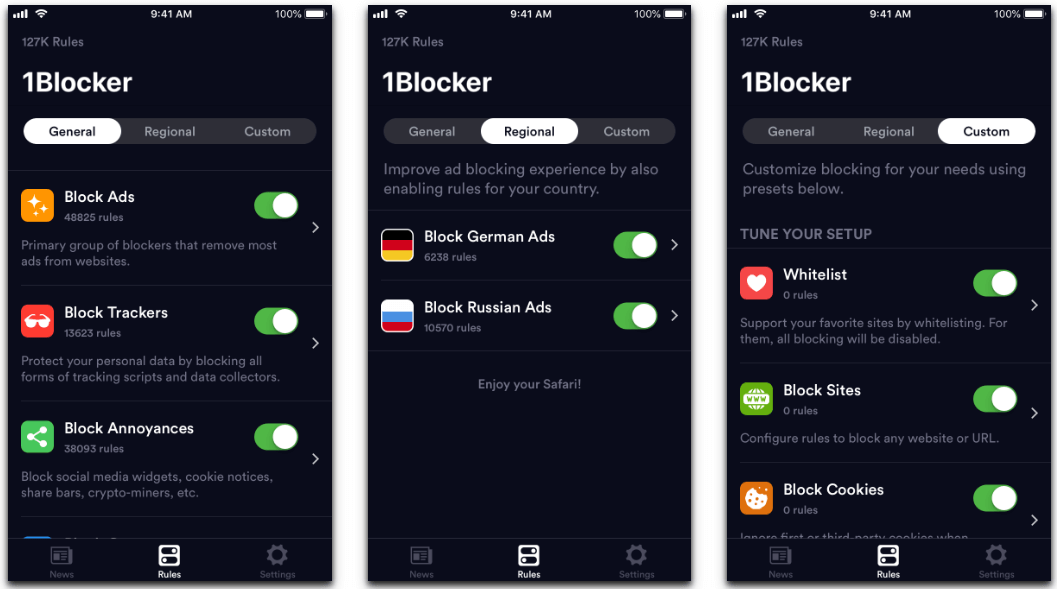 9:41 AM
100%
127K Rules
1Blocker
General
Regional
Custom
Block Ads
48825 rules
Primary group of blockers that remove most
ads from websites.
Block Trackers
13623 rules
Protect your personal data by blocking all
forms of tracking scripts and data collectors.
Block Annoyances
38093 rules
Block social media widgets, cookie notices,
share bars, crypto-miners, etc.
News
Rules
Settings
9:41 AM
100%
127K Rules
1Blocker
General
Regional
Custom
Improve ad blocking experience by also
enabling rules for your country.
Block German Ads
6238 rules
Block Russian Ads
10570 rules
Enjoy your Safari!
News
Rules
Settings
9:41 AM
100%
127K Rules
1Blocker
General
Regional
Custom
Customize blocking for your needs using
presets below.
TUNE YOUR SETUP
Whitelist
0 rules
Support your favorite sites by whitelisting. For
them, all blocking will be disabled.
Block Sites
0 rules
WWW
Configure rules to block any website or URL.
Block Cookies
0 rules
Ignore first or third-party cookies when
News
Rules
Settings